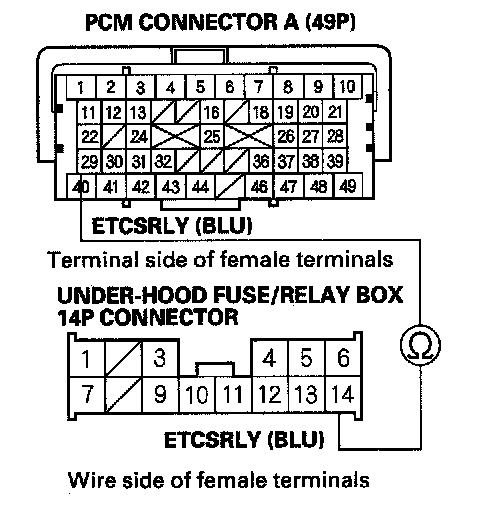 PCM CONNECTOR A (49P)
1 2 3 4 5 6 7 8 9 10
11 12 13 16 18 19 20 21
22 24 25 26 27 28
29 30 31 32 36 37 38 39
40 41 42 43 44 46 47 48 49
ETCSRLY (BLU)
Terminal side of female terminals
UNDER-HOOD FUSE/RELAY BOX
14P CONNECTOR
Ω
1 3 4 5 6
7 9 10 11 12 13 14
ETCSRLY (BLU)
Wire side of female terminals